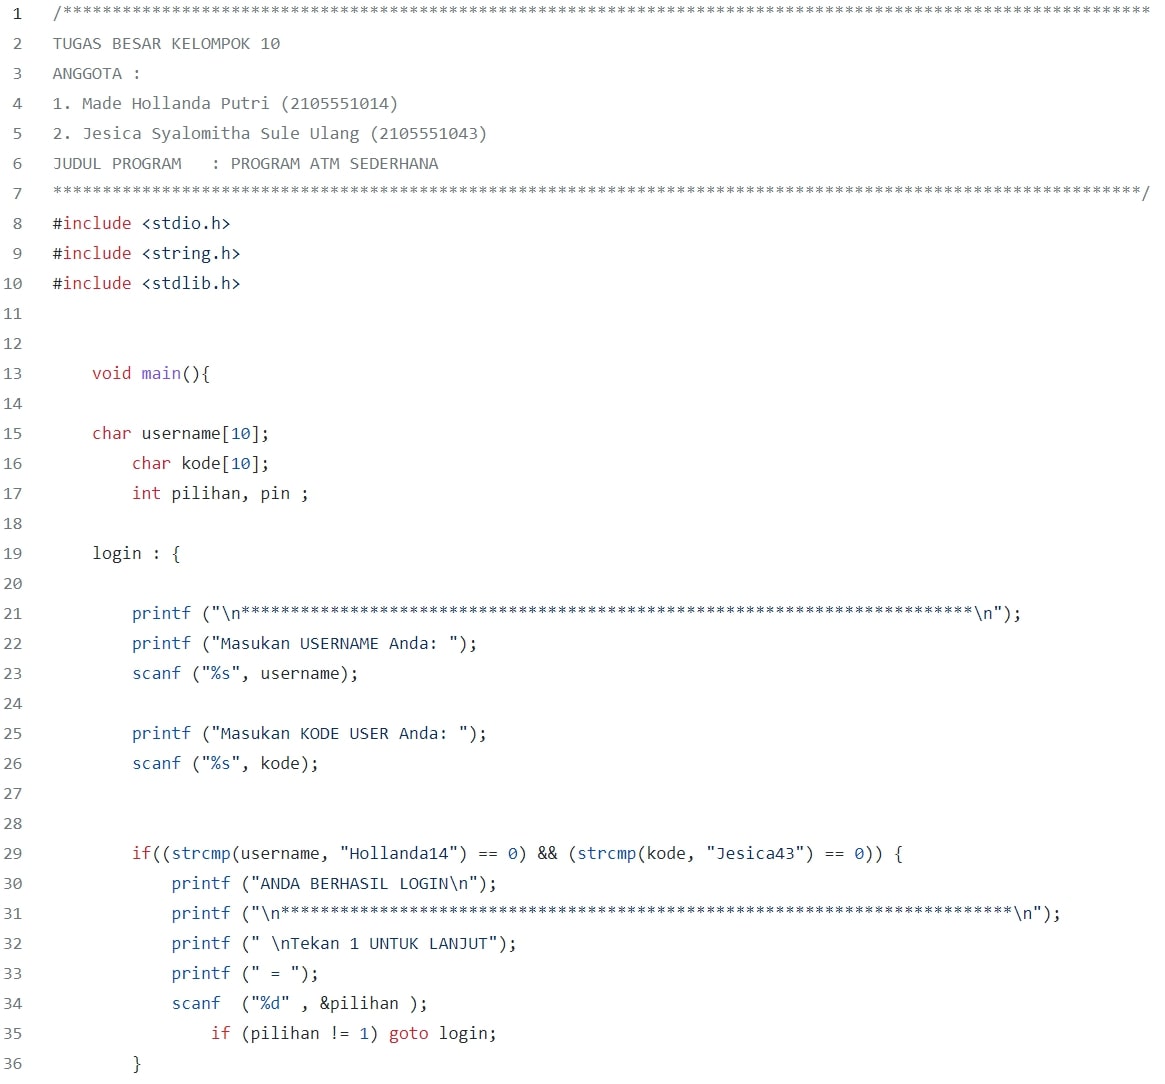 1 /**************************************************************************************************************
2 TUGAS BESAR KELOMPOK 10
3 ANGGOTA :
4 1. Made Hollanda Putri (2105551014)
5 2. Jesica Syalomitha Sule Ulang (2105551043)
6 JUDUL PROGRAM   : PROGRAM ATM SEDERHANA
7 **************************************************************************************************************/
8 #include <stdio.h>
9 #include <string.h>
10 #include <stdlib.h>
11
12
13     void main(){
14
15     char username[10];
16         char kode[10];
17         int pilihan, pin ;
18
19     login : {
20
21         printf ("\n**************************************************************************\n");
22         printf ("Masukan USERNAME Anda: ");
23         scanf ("%s", username);
24
25         printf ("Masukan KODE USER Anda: ");
26         scanf ("%s", kode);
27
28
29         if((strcmp(username, "Hollanda14") == 0) && (strcmp(kode, "Jesica43") == 0)) {
30             printf ("ANDA BERHASIL LOGIN\n");
31             printf ("\n**************************************************************************\n");
32             printf (" \nTekan 1 UNTUK LANJUT");
33             printf (" = ");
34             scanf  ("%d" , &pilihan );
35                 if (pilihan != 1) goto login;
36         }